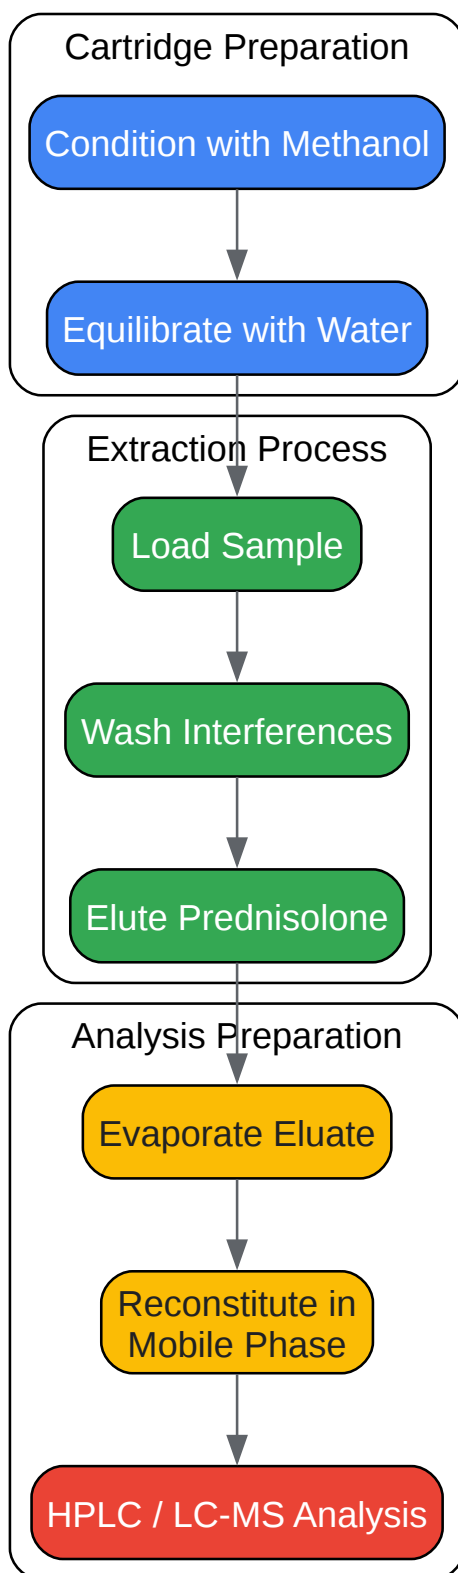 Cartridge Preparation
Condition with Methanol
Equilibrate with Water
Extraction Process
Load Sample
Wash Interferences
Elute Prednisolone
Analysis Preparation
Evaporate Eluate
Reconstitute in
Mobile Phase
HPLC / LC-MS Analysis